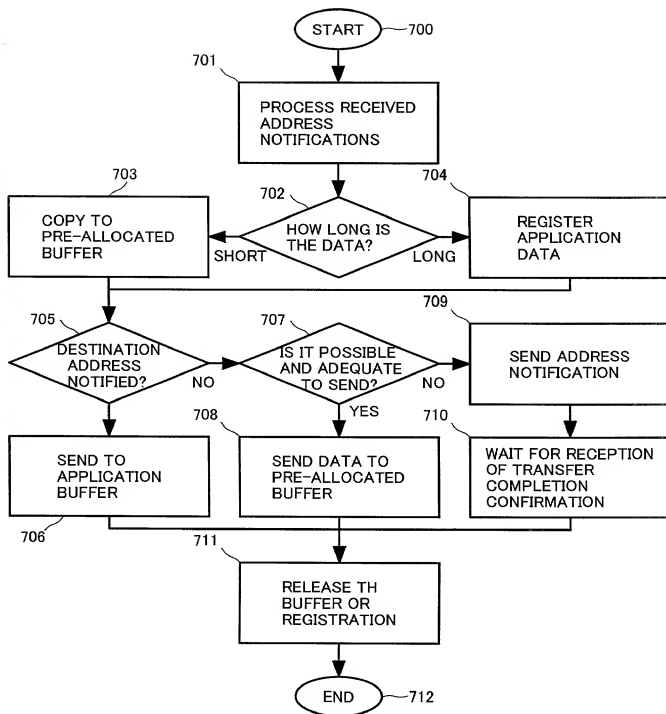 START
700
701
PROCESS RECEIVED
ADDRESS
NOTIFICATIONS
703
702
704
COPY TO
PRE-ALLOCATED
BUFFER
HOW LONG IS
THE DATA?
SHORT
LONG
REGISTER
APPLICATION
DATA
705
DESTINATION
ADDRESS
NOTIFIED?
NO
707
IS IT POSSIBLE
AND ADEQUATE
TO SEND?
NO
YES
709
SEND ADDRESS
NOTIFICATION
SEND TO
APPLICATION
BUFFER
706
708
SEND DATA TO
PRE-ALLOCATED
BUFFER
710
WAIT FOR RECEPTION
OF TRANSFER
COMPLETION
CONFIRMATION
711
RELEASE TH
BUFFER OR
REGISTRATION
END
712